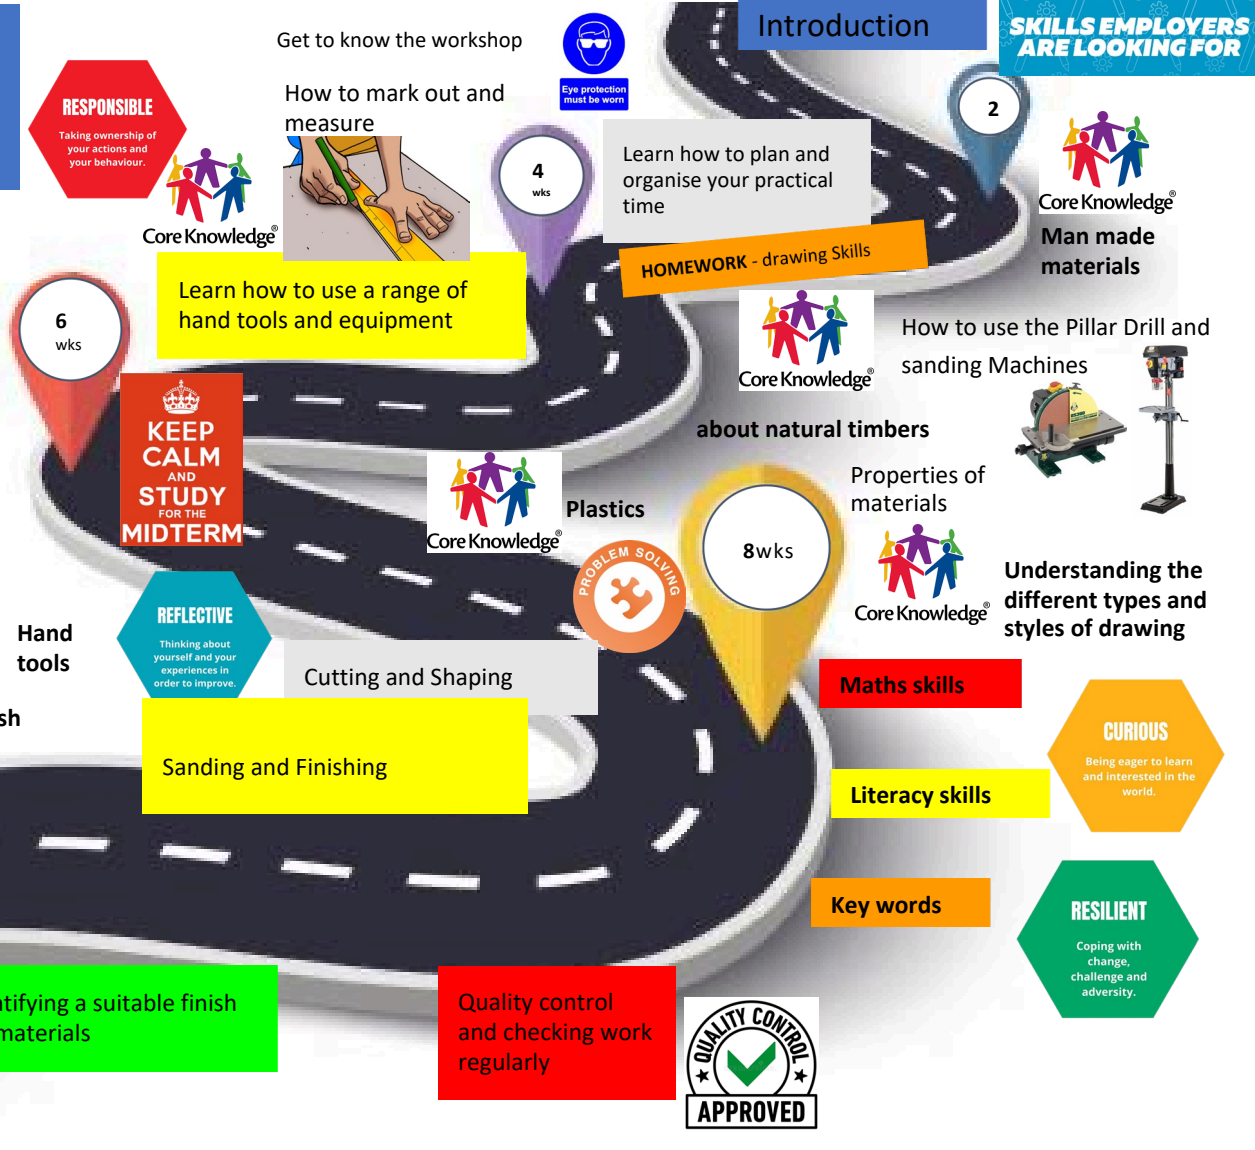 Introduction
SKILLS EMPLOYERS
ARE LOOKING FOR
Get to know the workshop
Eye protection
must be worn
How to mark out and
measure
RESPONSIBLE
Taking ownership of
your actions and
your behaviour.
Core Knowledge®
4
wks
2
Learn how to plan and
organise your practical
time
Core Knowledge®
Man made
materials
HOMEWORK - drawing Skills
Learn how to use a range of
hand tools and equipment
6
wks
Core Knowledge®
How to use the Pillar Drill and
sanding Machines
KEEP
CALM
AND
STUDY
FOR THE
MIDTERM
about natural timbers
Core Knowledge®
Plastics
Properties of
materials
PROBLEM SOLVING
8wks
Core Knowledge®
Understanding the
different types and
styles of drawing
Hand
tools
REFLECTIVE
Thinking about
yourself and your
experiences in
order to improve.
Cutting and Shaping
Maths skills
sh
Sanding and Finishing
CURIOUS
Being eager to learn
and interested in the
world.
Literacy skills
Key words
RESILIENT
Coping with
change,
challenge and
adversity.
ntifying a suitable finish
materials
Quality control
and checking work
regularly
QUALITY CONTROL
APPROVED